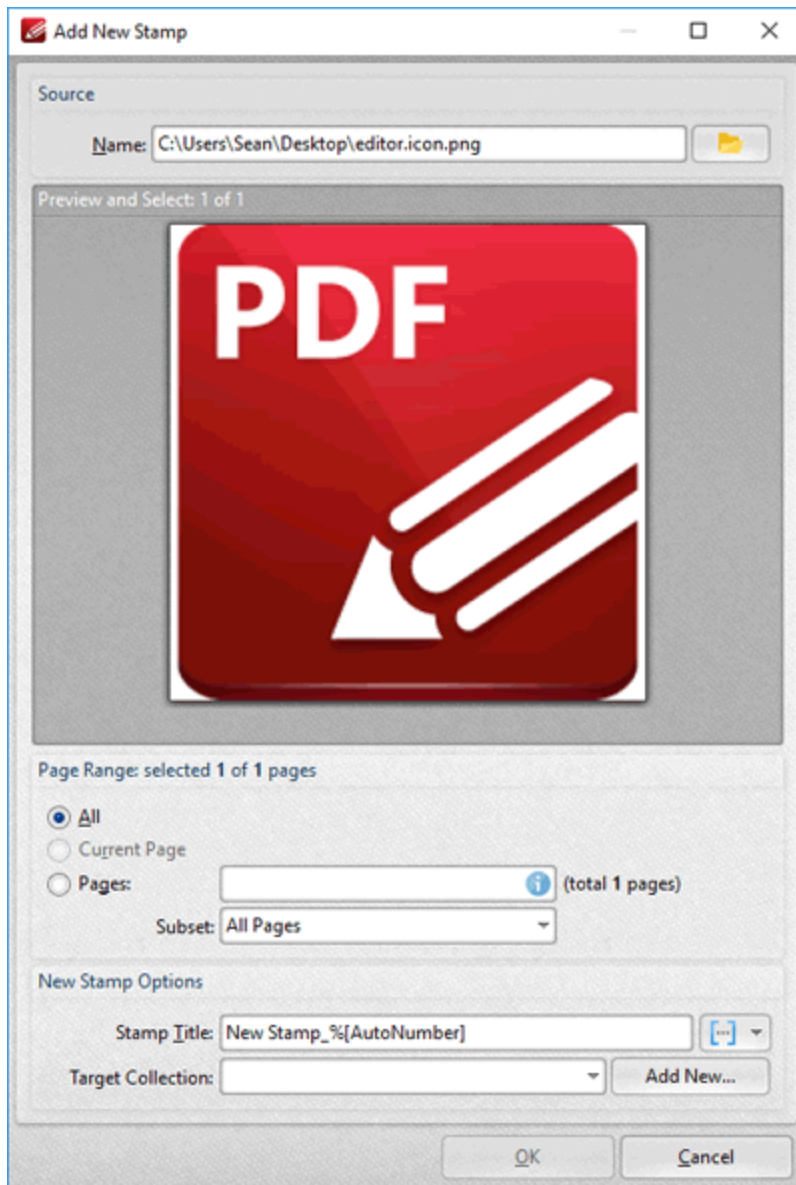 Add New Stamp
Source
Name: C:\Users\Sean\Desktop\editor.icon.png
Preview and Select: 1 of 1
PDF
Page Range: selected 1 of 1 pages
All
Current Page
Pages: (total 1 pages)
Subset: All Pages
New Stamp Options
Stamp Title: New Stamp_%[AutoNumber]
Target Collection: Add New...
OK Cancel